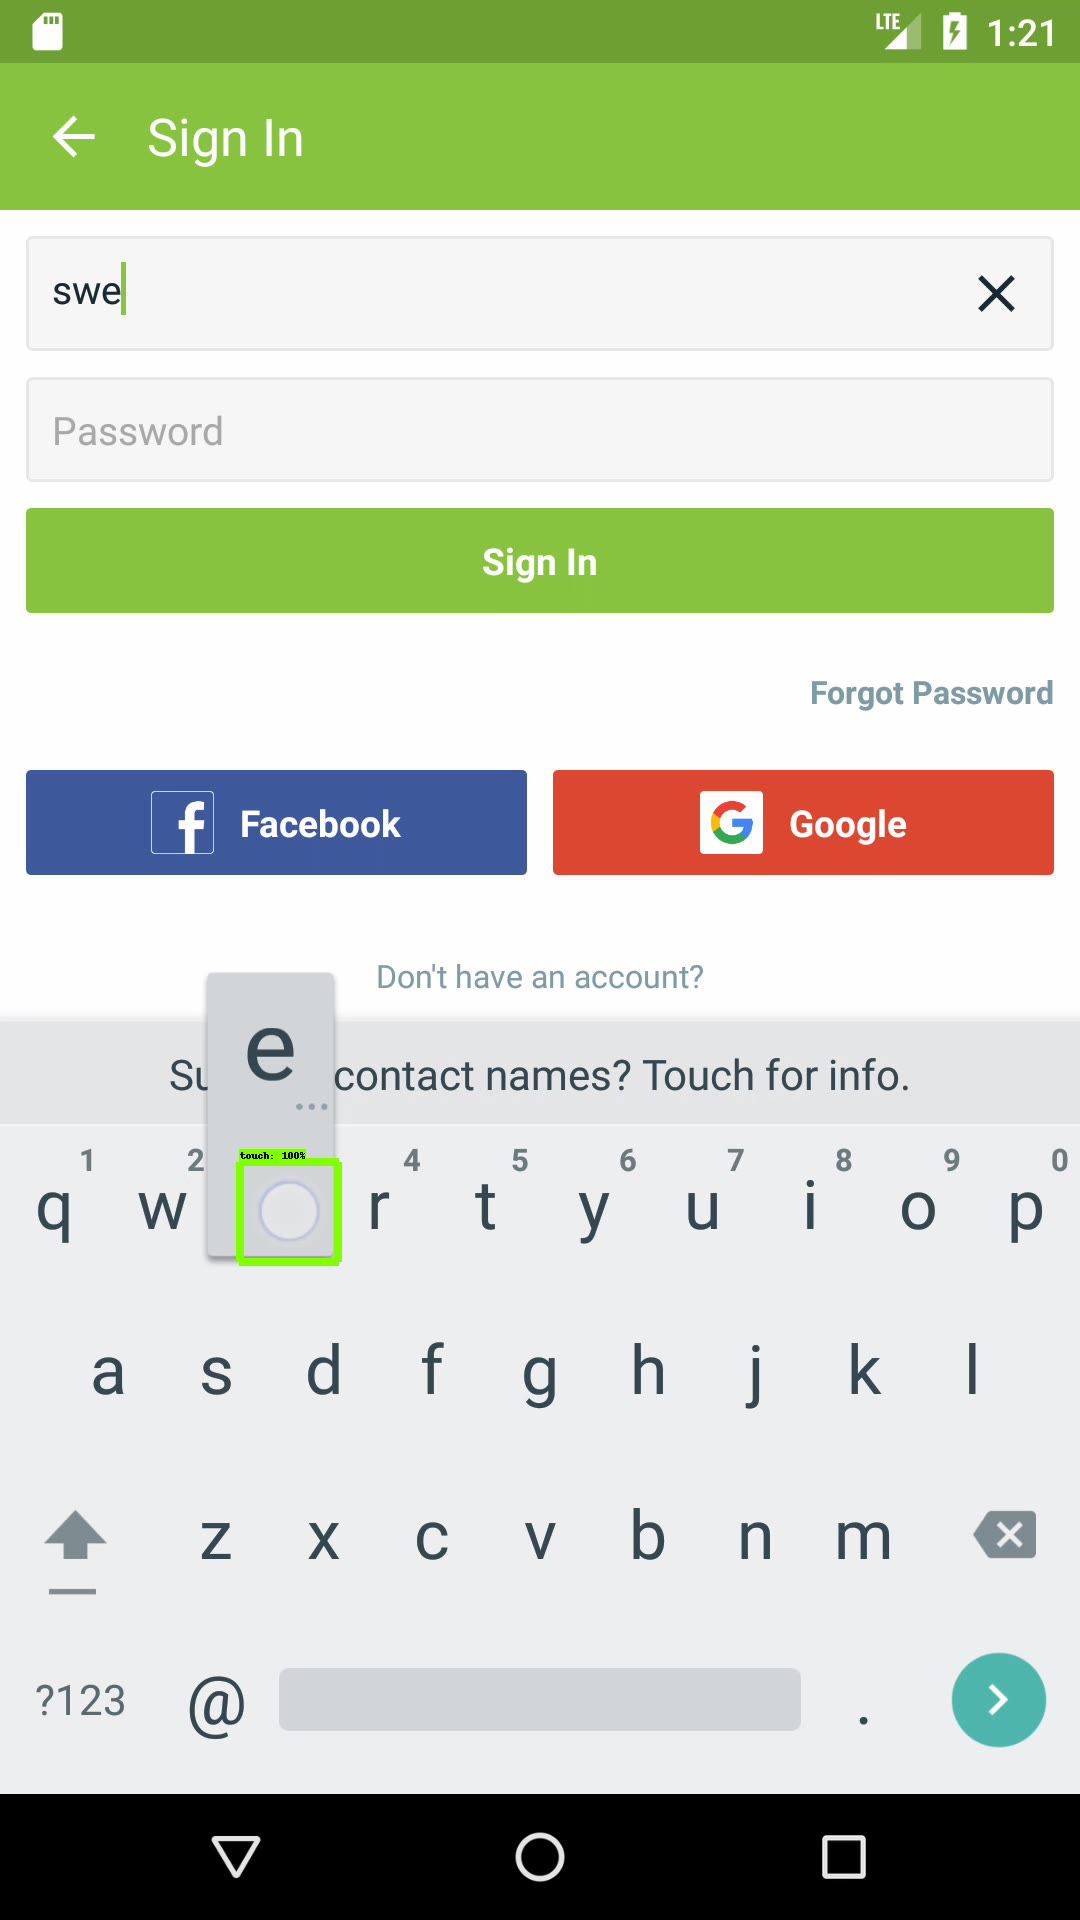 LTE 1:21
Sign In
swe
Password
Sign In
Forgot Password
Facebook
Google
Don't have an account?
e
contact names? Touch for info.
touch: 100%
1 2 4 5 6 7 8 9 0
q w r t y u i o p
a s d f g h j k l
z x c v b n m
?123 @ .